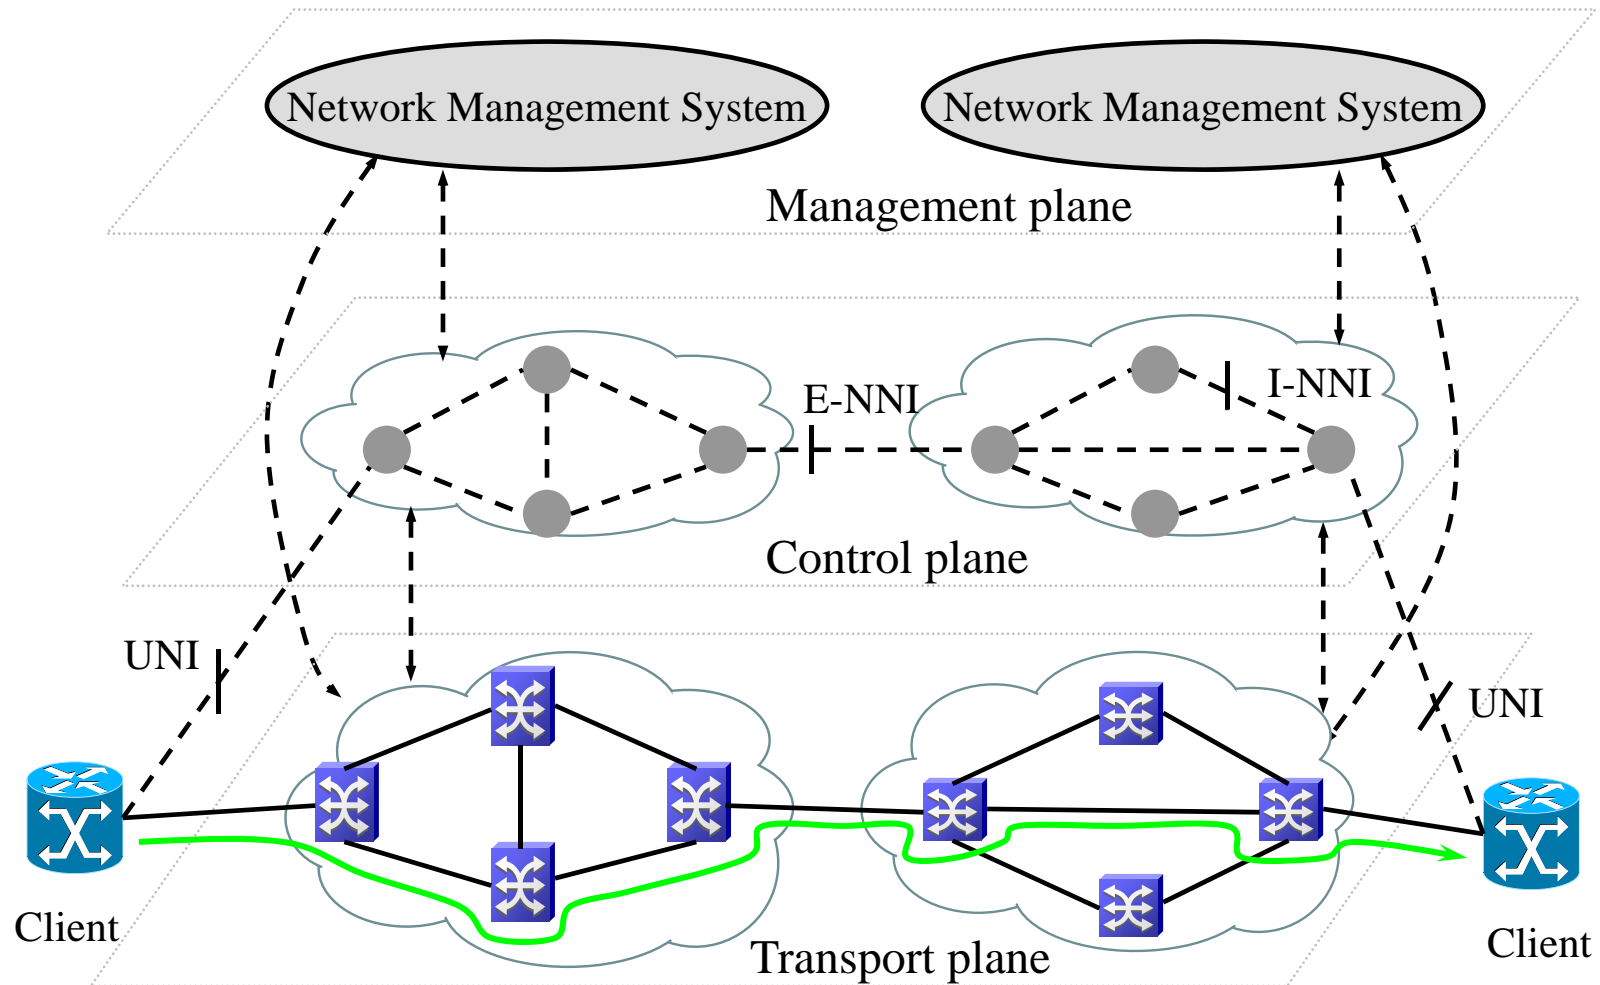 Network Management System
Network Management System
Management plane
E-NNI
I-NNI
Control plane
UNI
UNI
Client
Client
Transport plane